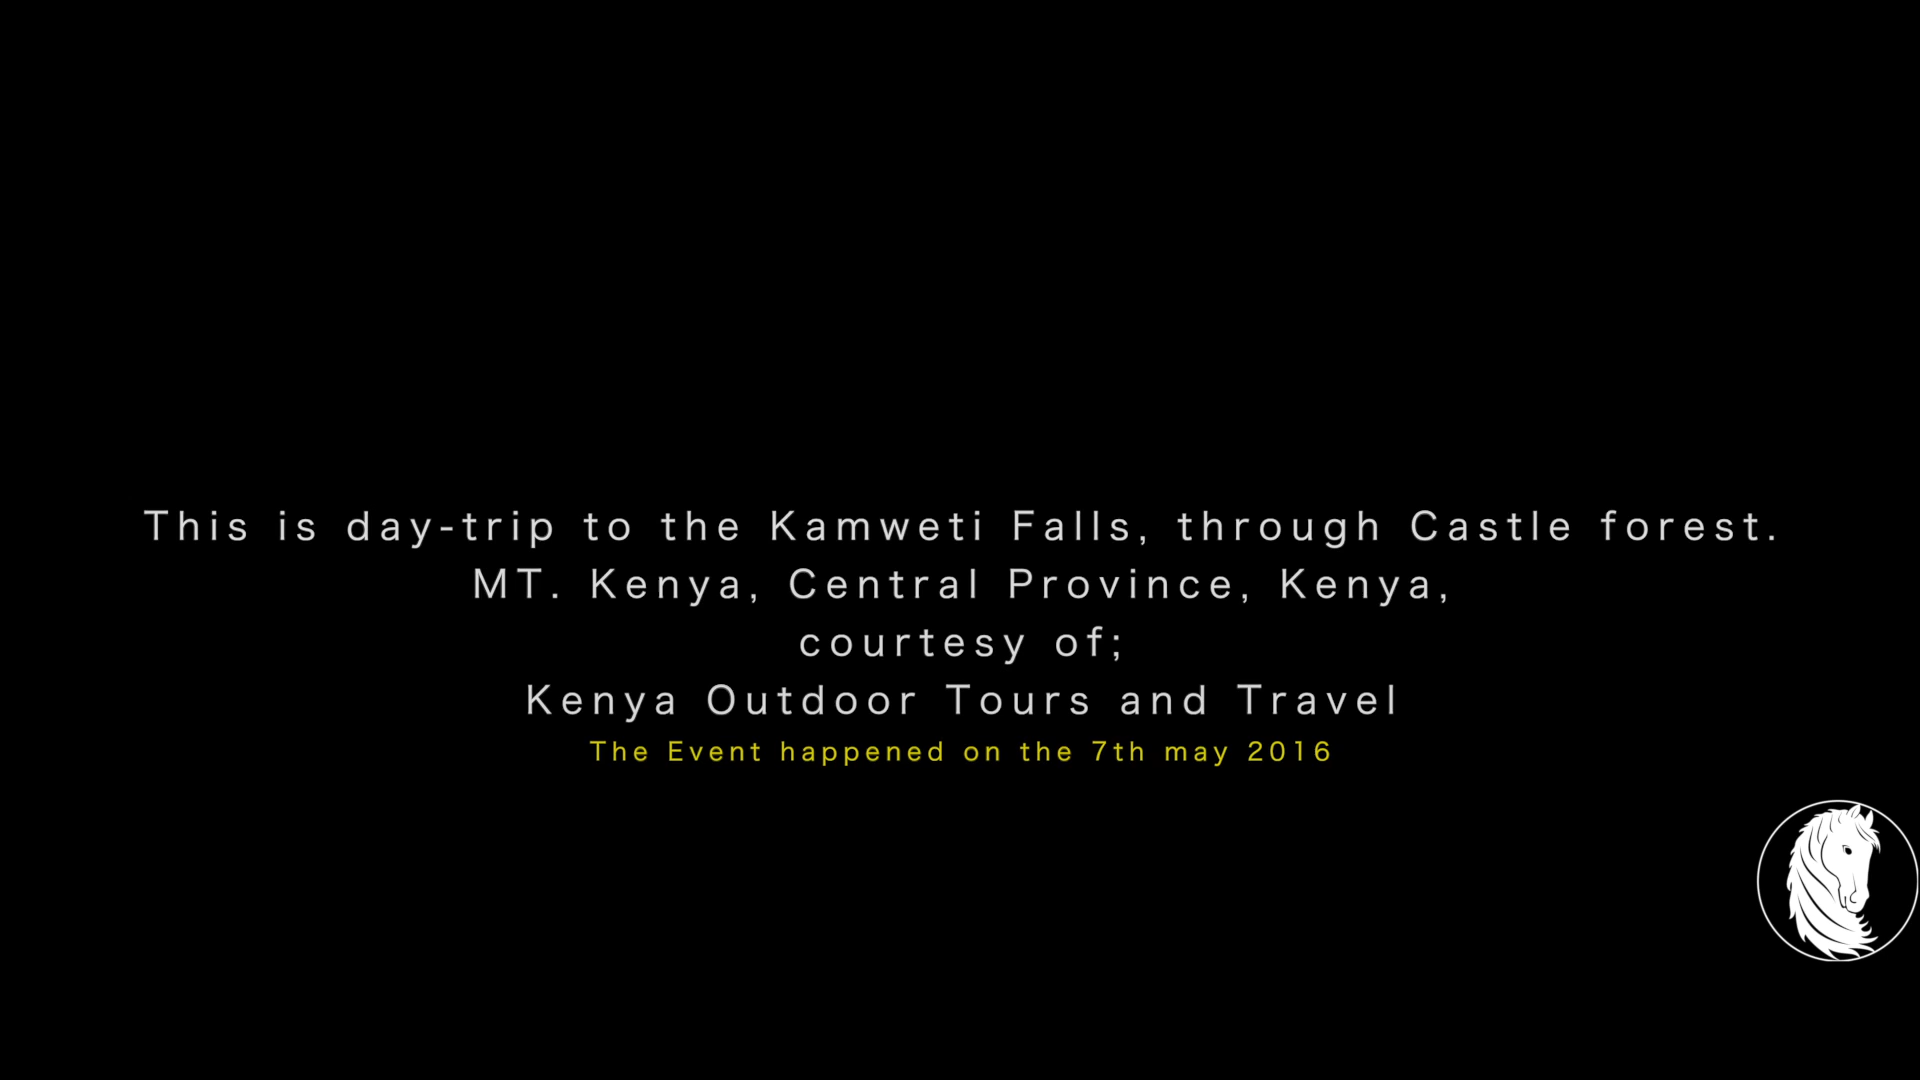 This is day-trip to the Kamweti Falls, through Castle forest.
MT. Kenya, Central Province, Kenya,
courtesy of;
Kenya Outdoor Tours and Travel
The Event happened on the 7th may 2016